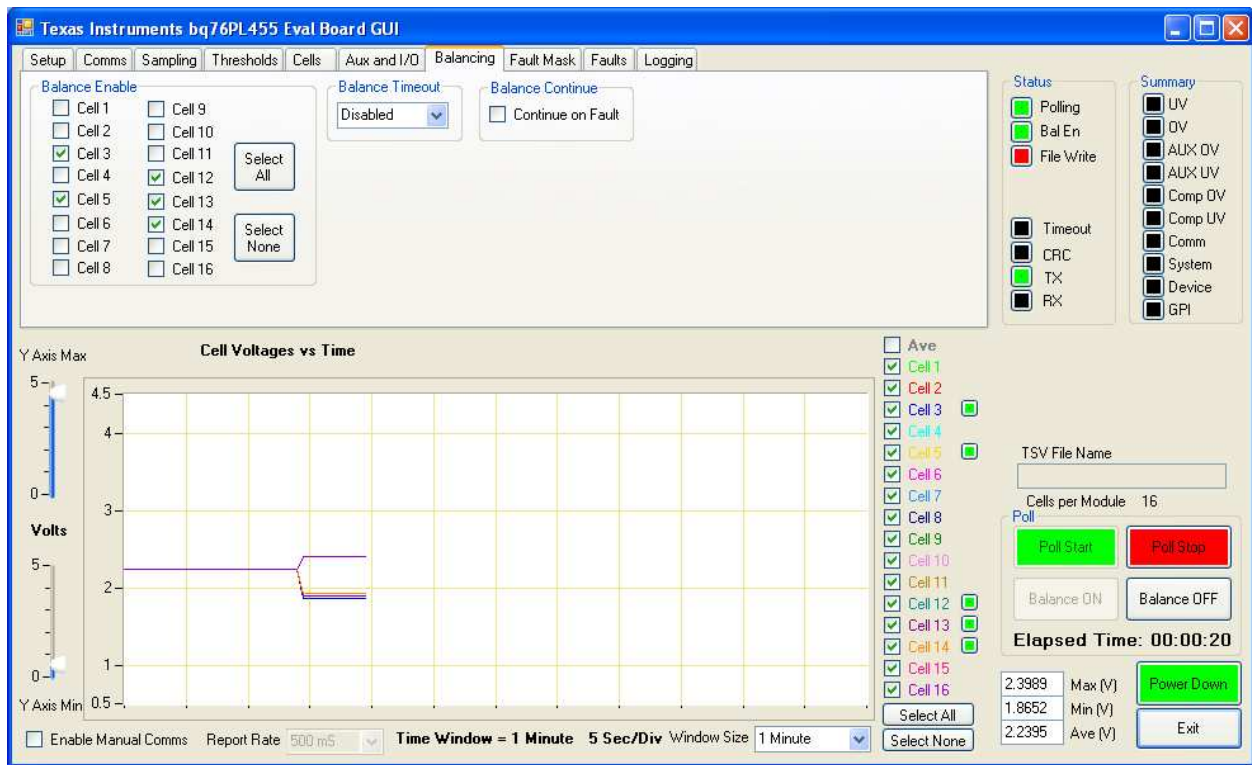 Texas Instruments bq76PL455 Eval Board GUI
Setup Comms Sampling Thresholds Cells Aux and I/O Balancing Fault Mask Faults Logging
Balance Enable
Cell 1
Cell 2
Cell 3
Cell 4
Cell 5
Cell 6
Cell 7
Cell 8
Cell 9
Cell 10
Cell 11
Cell 12
Cell 13
Cell 14
Cell 15
Cell 16
Select All
Select None
Balance Timeout
Disabled
Balance Continue
Continue on Fault
Status
Polling
Bal En
File Write
Timeout
CRC
TX
RX
Summary
UV
OV
AUX OV
AUX UV
Comp OV
Comp UV
Comm
System
Device
GPI
Y Axis Max
5
0
Volts
5
0
Y Axis Min
Cell Voltages vs Time
4.5
4
3
2
1
0.5
Ave
Cell 1
Cell 2
Cell 3
Cell 4
Cell 5
Cell 6
Cell 7
Cell 8
Cell 9
Cell 10
Cell 11
Cell 12
Cell 13
Cell 14
Cell 15
Cell 16
Select All
Select None
Enable Manual Comms Report Rate 500 mS Time Window = 1 Minute 5 Sec/Div Window Size 1 Minute
TSV File Name
Cells per Module 16
Poll
Poll Start Poll Stop
Balance ON Balance OFF
Elapsed Time: 00:00:20
2.3989 Max (V)
1.8652 Min (V)
2.2395 Ave (V)
Power Down
Exit